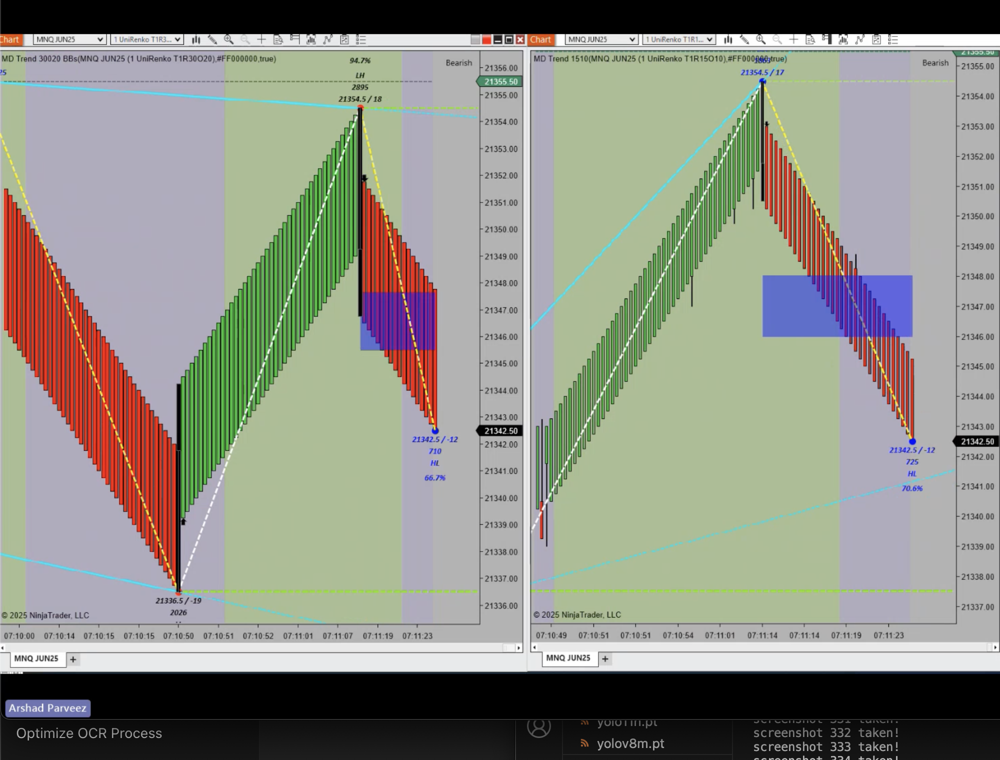 Chart
MNQ JUN25
1 UniRenko T1R3...
MD Trend 30020 BBs(MNQ JUN25 (1 UniRenko T1R30O20),#FF000000,true)
94.7%
Bearish
LH
2895
21354.5 / 18
21356.00
21355.50
21355.00
21354.00
21353.00
21352.00
21351.00
21350.00
21349.00
21348.00
21347.00
21346.00
21345.00
21344.00
21343.00
21342.50
21342.00
21341.00
21340.00
21339.00
21338.00
21337.00
21336.00
21342.5 / -12
710
HL
66.7%
21336.5 / -19
2026
© 2025 NinjaTrader, LLC
07:10:00 07:10:14 07:10:15 07:10:15 07:10:50 07:10:51 07:10:52 07:11:01 07:11:07 07:11:19 07:11:23
MNQ JUN25 +
Chart
MNQ JUN25
1 UniRenko T1R1...
MD Trend 1510(MNQ JUN25 (1 UniRenko T1R15O10),#FF000000,true)
Bearish
21354.5 / 17
21355.00
21354.00
21353.00
21352.00
21351.00
21350.00
21349.00
21348.00
21347.00
21346.00
21345.00
21344.00
21343.00
21342.50
21342.00
21341.00
21340.00
21339.00
21338.00
21337.00
21342.5 / -12
725
HL
70.6%
© 2025 NinjaTrader, LLC
07:10:49 07:10:51 07:10:51 07:10:54 07:11:01 07:11:14 07:11:14 07:11:19 07:11:23
MNQ JUN25 +
Arshad Parveez
Optimize OCR Process
yolo11n.pt
yolov8m.pt
screenshot 331 taken!
screenshot 332 taken!
screenshot 333 taken!
screenshot 334 taken!